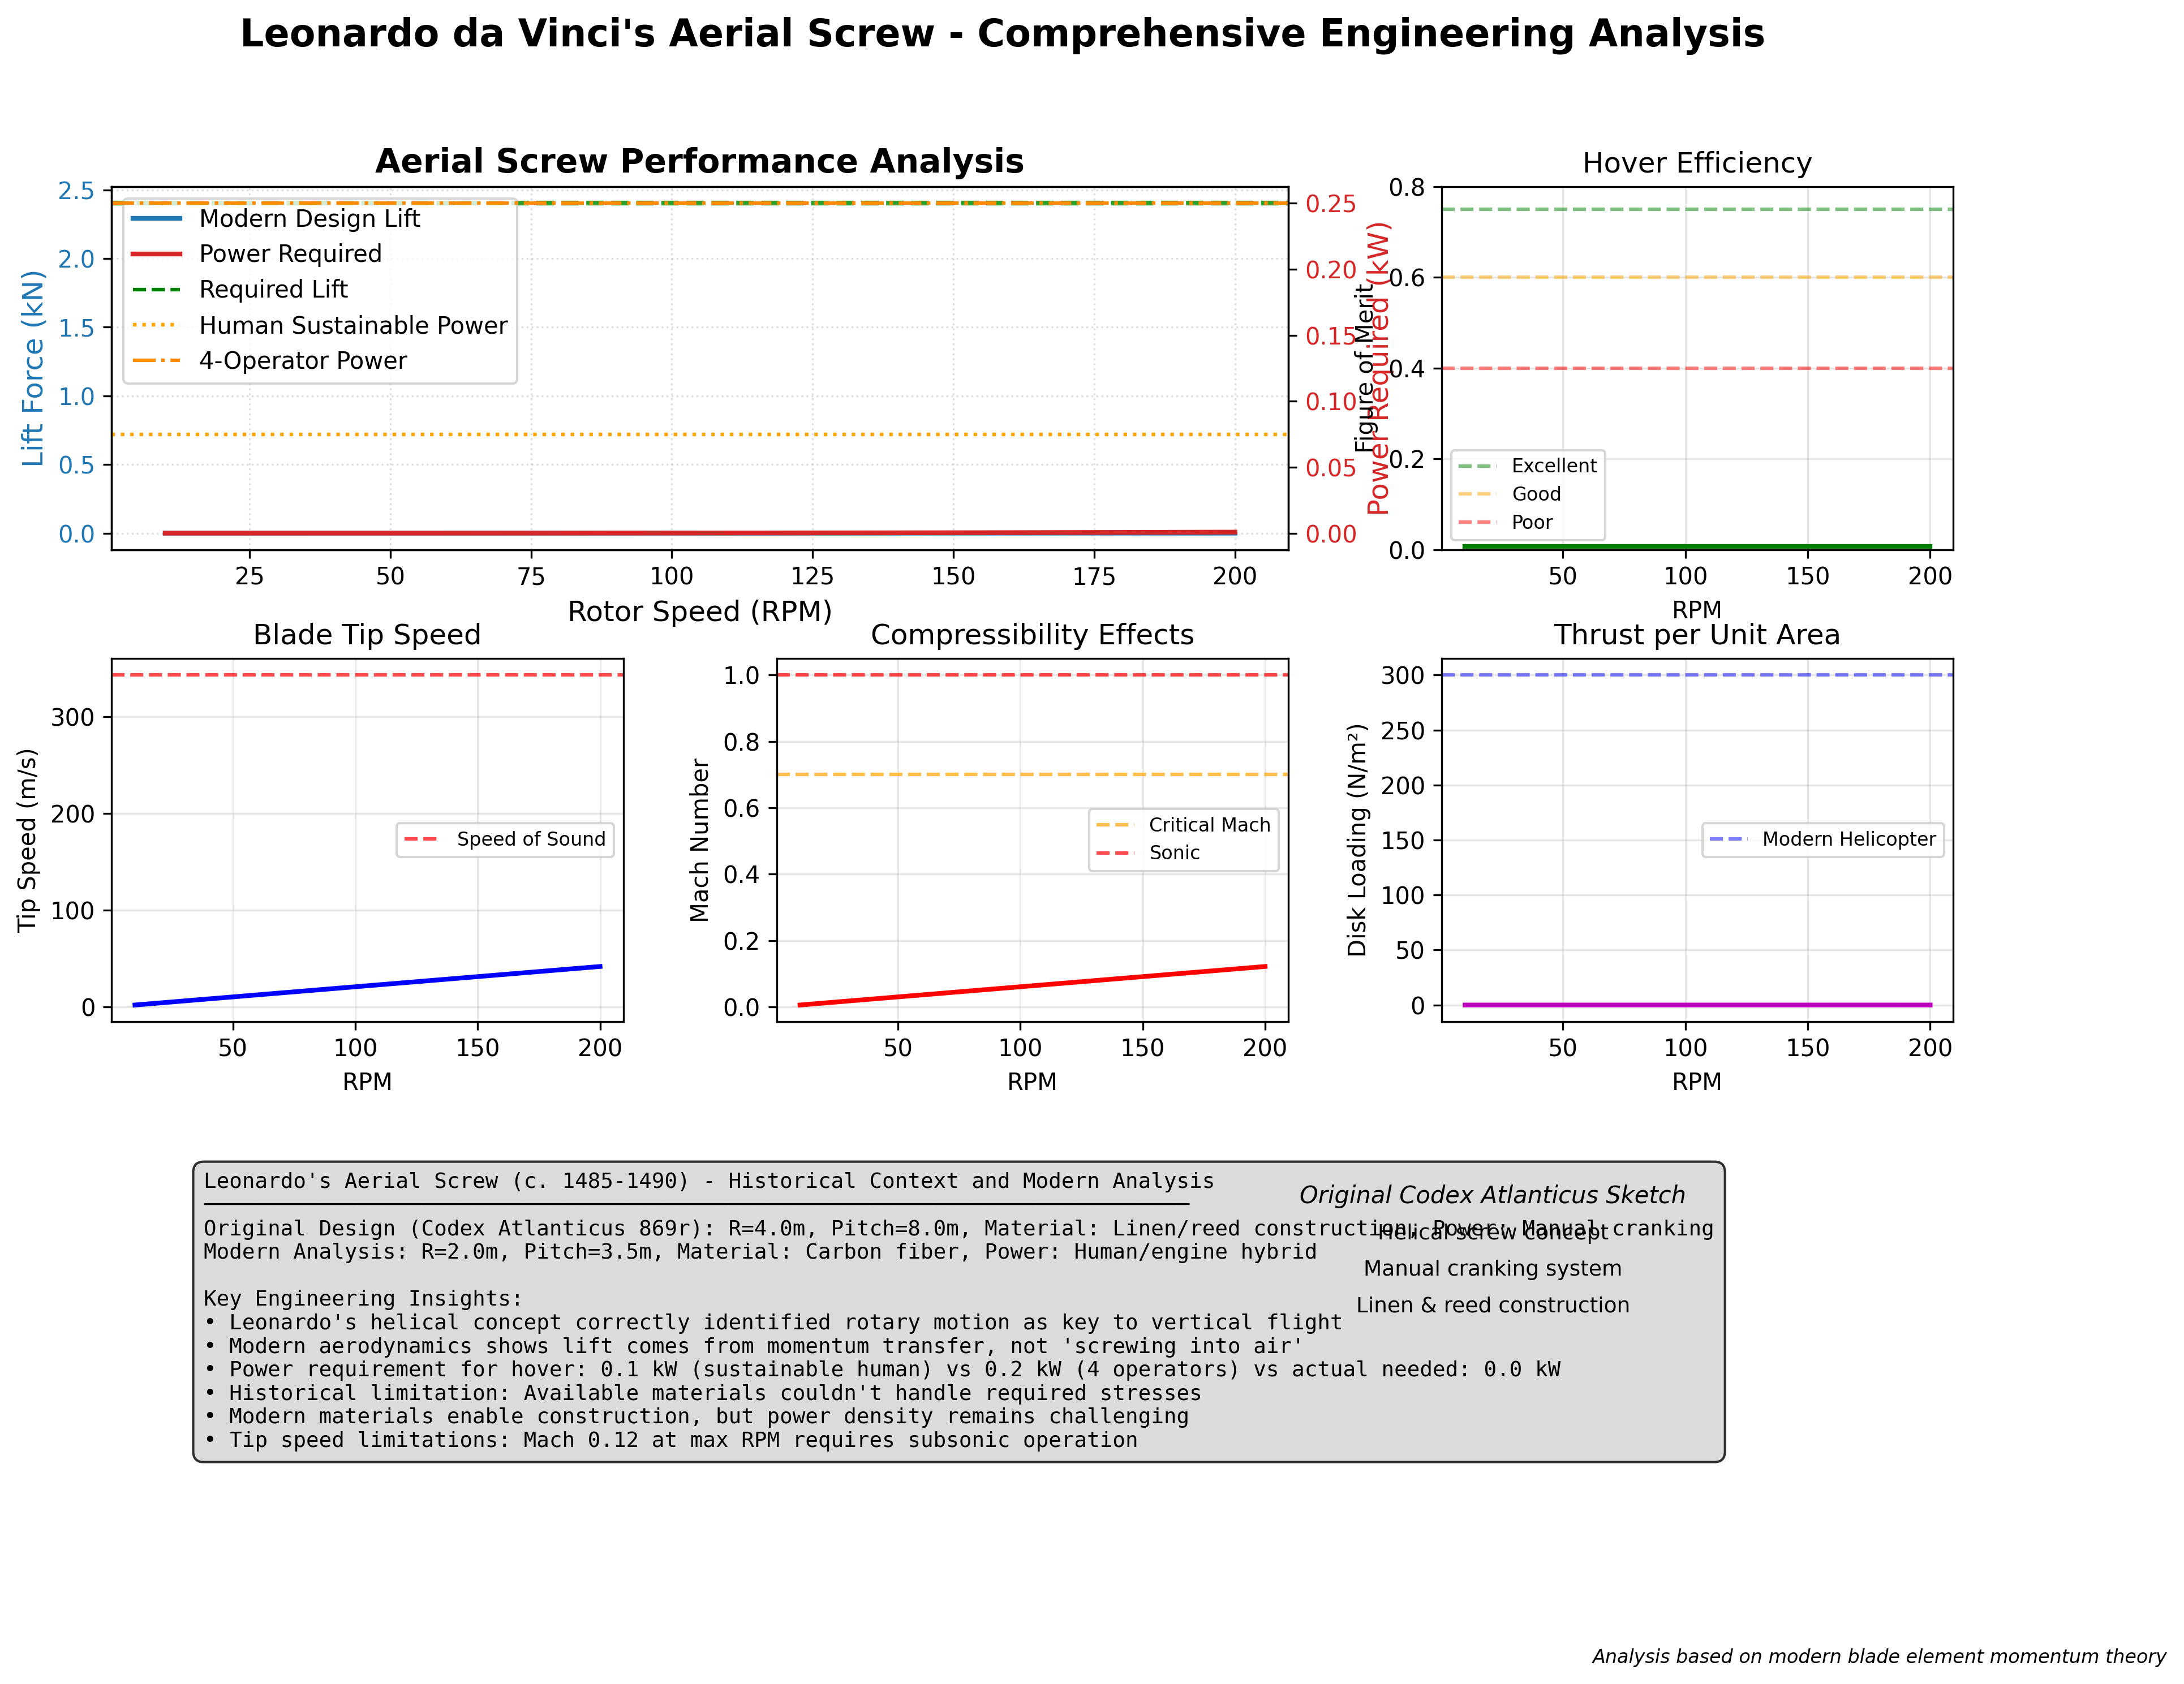 Leonardo da Vinci's Aerial Screw - Comprehensive Engineering Analysis
Aerial Screw Performance Analysis
Lift Force (kN)
2.5
2.0
1.5
1.0
0.5
0.0
Modern Design Lift
Power Required
Required Lift
Human Sustainable Power
4-Operator Power
0.25
0.20
0.15
0.10
0.05
0.00
Power Required (kW)
25 50 75 100 125 150 175 200
Rotor Speed (RPM)
Hover Efficiency
Figure of Merit
0.8
0.6
0.4
0.2
0.0
Excellent
Good
Poor
50 100 150 200
RPM
Blade Tip Speed
Tip Speed (m/s)
300
200
100
0
Speed of Sound
50 100 150 200
RPM
Compressibility Effects
Mach Number
1.0
0.8
0.6
0.4
0.2
0.0
Critical Mach
Sonic
50 100 150 200
RPM
Thrust per Unit Area
Disk Loading (N/m²)
300
250
200
150
100
50
0
Modern Helicopter
50 100 150 200
RPM
Leonardo's Aerial Screw (c. 1485-1490) - Historical Context and Modern Analysis
Original Design (Codex Atlanticus 869r): R=4.0m, Pitch=8.0m, Material: Linen/reed construction, Power: Manual cranking
Modern Analysis: R=2.0m, Pitch=3.5m, Material: Carbon fiber, Power: Human/engine hybrid
Key Engineering Insights:
• Leonardo's helical concept correctly identified rotary motion as key to vertical flight
• Modern aerodynamics shows lift comes from momentum transfer, not 'screwing into air'
• Power requirement for hover: 0.1 kW (sustainable human) vs 0.2 kW (4 operators) vs actual needed: 0.0 kW
• Historical limitation: Available materials couldn't handle required stresses
• Modern materials enable construction, but power density remains challenging
• Tip speed limitations: Mach 0.12 at max RPM requires subsonic operation
Original Codex Atlanticus Sketch
Helical screw concept
Manual cranking system
Linen & reed construction
Analysis based on modern blade element momentum theory